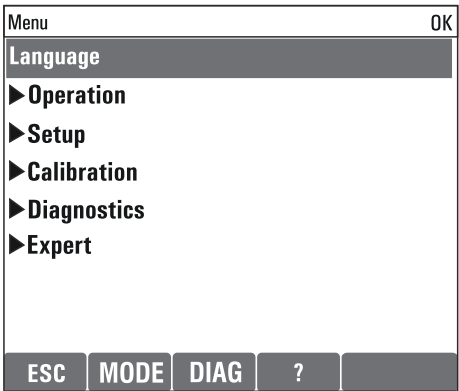 Menu OK
Language
▶Operation
▶Setup
▶Calibration
▶Diagnostics
▶Expert
ESC MODE DIAG ?